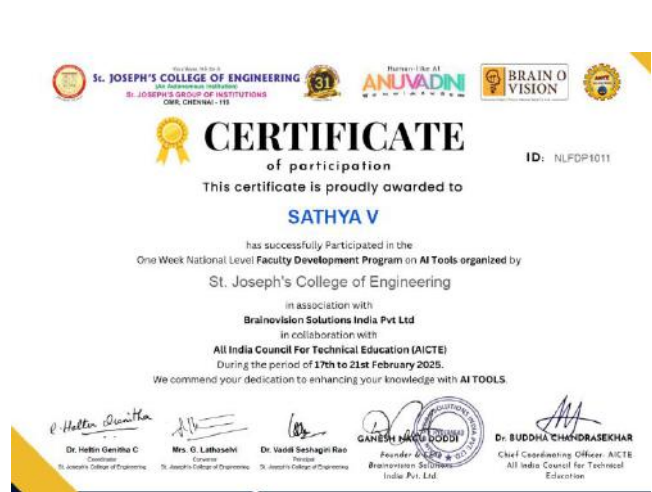 St. JOSEPH'S COLLEGE OF ENGINEERING
(An Autonomous Institution)
St. JOSEPH'S GROUP OF INSTITUTIONS
OMR, CHENNAI - 119
31
Human-Like AI
ANUVADINI
BRAIN O
VISION
CERTIFICATE
of participation
ID: NLFDP1011
This certificate is proudly awarded to
SATHYA V
has successfully Participated in the
One Week National Level Faculty Development Program on AI Tools organized by
St. Joseph's College of Engineering
in association with
Brainovision Solutions India Pvt Ltd
in collaboration with
All India Council For Technical Education (AICTE)
During the period of 17th to 21st February 2025.
We commend your dedication to enhancing your knowledge with AI TOOLS.
Dr. Heltin Genitha C
Coordinator
St. Joseph's College of Engineering
Mrs. G. Lathaselvi
Convenor
St. Joseph's College of Engineering
Dr. Vaddi Seshagiri Rao
Principal
St. Joseph's College of Engineering
GANESH NAGU DODDI
Founder & CEO
Brainovision Solutions
India Pvt. Ltd.
Dr. BUDDHA CHANDRASEKHAR
Chief Coordinating Officer: AICTE
All India Council for Technical
Education